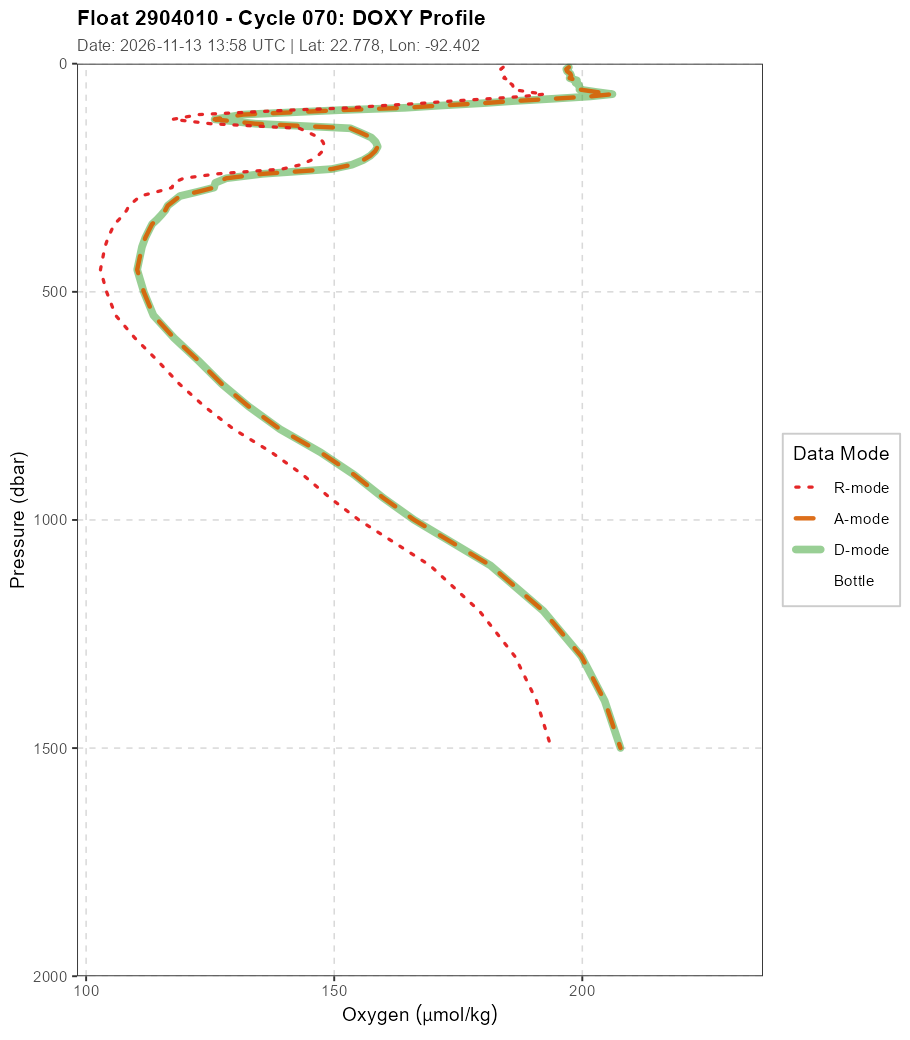 Float 2904010 - Cycle 070: DOXY Profile
Date: 2026-11-13 13:58 UTC | Lat: 22.778, Lon: -92.402
0
500
1000
1500
2000
Pressure (dbar)
100
150
200
Oxygen (µmol/kg)
Data Mode
R-mode
A-mode
D-mode
Bottle